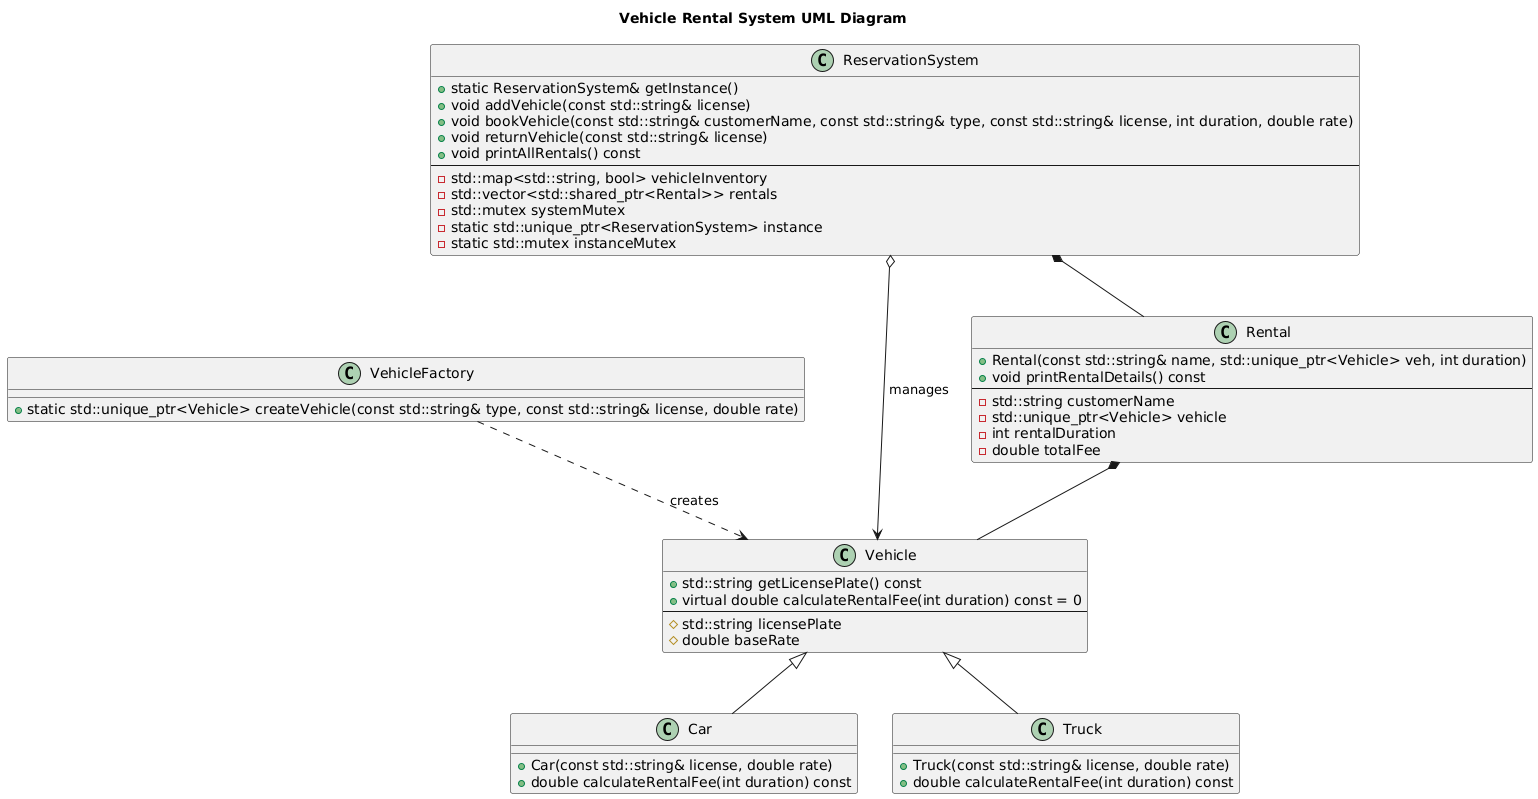 Vehicle Rental System UML Diagram
C ReservationSystem
static ReservationSystem& getInstance()
void addVehicle(const std::string& license)
void bookVehicle(const std::string& customerName, const std::string& type, const std::string& license, int duration, double rate)
void returnVehicle(const std::string& license)
void printAllRentals() const
std::map<std::string, bool> vehicleInventory
std::vector<std::shared_ptr<Rental>> rentals
std::mutex systemMutex
static std::unique_ptr<ReservationSystem> instance
static std::mutex instanceMutex
C Rental
Rental(const std::string& name, std::unique_ptr<Vehicle> veh, int duration)
void printRentalDetails() const
std::string customerName
std::unique_ptr<Vehicle> vehicle
int rentalDuration
double totalFee
C VehicleFactory
static std::unique_ptr<Vehicle> createVehicle(const std::string& type, const std::string& license, double rate)
manages
creates
C Vehicle
std::string getLicensePlate() const
virtual double calculateRentalFee(int duration) const = 0
std::string licensePlate
double baseRate
C Car
Car(const std::string& license, double rate)
double calculateRentalFee(int duration) const
C Truck
Truck(const std::string& license, double rate)
double calculateRentalFee(int duration) const